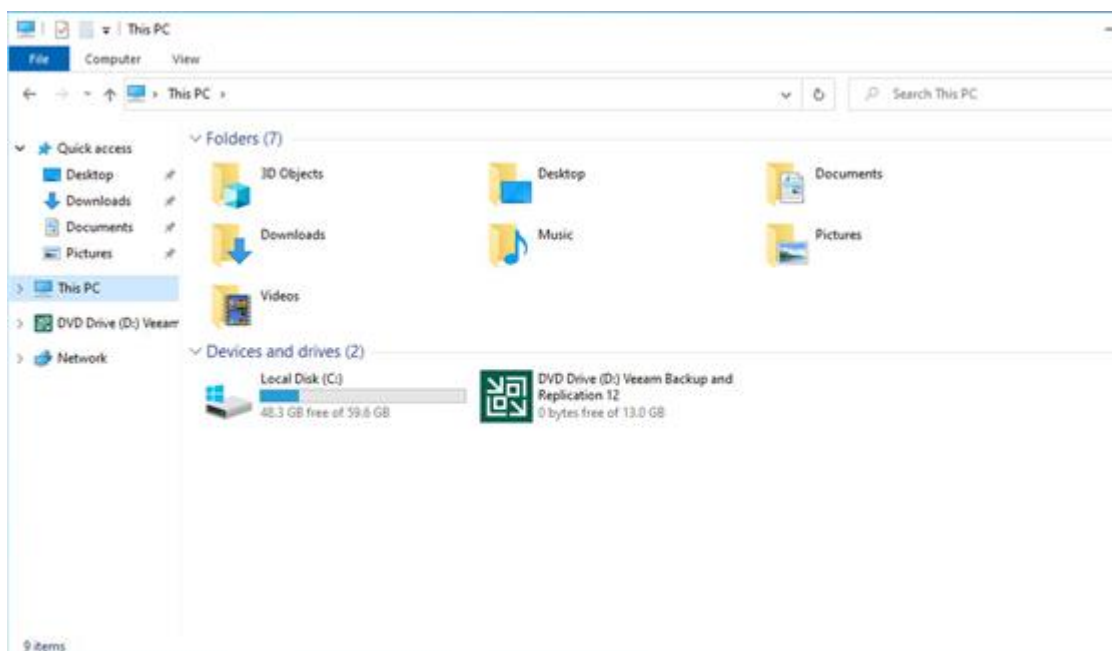 This PC
File Computer View
This PC
Search This PC
Quick access
Desktop
Downloads
Documents
Pictures
This PC
DVD Drive (D:) Veeam
Network
Folders (7)
3D Objects
Desktop
Documents
Downloads
Music
Pictures
Videos
Devices and drives (2)
Local Disk (C:)
48.3 GB free of 59.6 GB
DVD Drive (D:) Veeam Backup and
Replication 12
0 bytes free of 13.0 GB
9 items